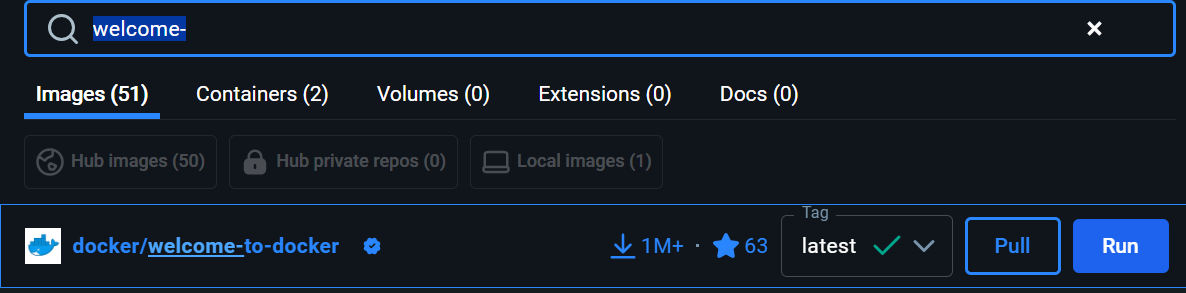 welcome-
Images (51) Containers (2) Volumes (0) Extensions (0) Docs (0)
Hub images (50) Hub private repos (0) Local images (1)
Tag
docker/welcome-to-docker 1M+ · 63 latest Pull Run